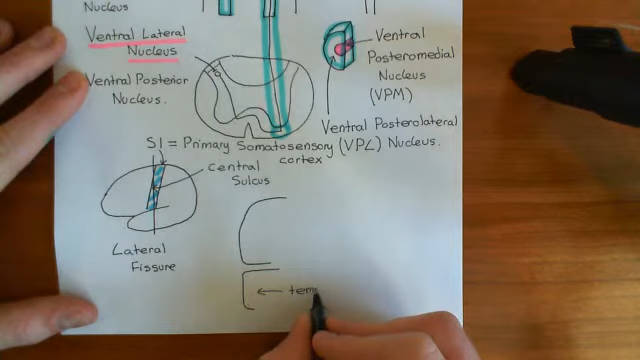 Nucleus
Ventral Lateral
Nucleus
Ventral Posterior
Nucleus.
Ventral
Posteromedial
Nucleus
(VPM)
Ventral Posterolateral
(VPL) Nucleus.
S1 = Primary Somatosensory
cortex
central
Sulcus
Lateral
Fissure
← tem